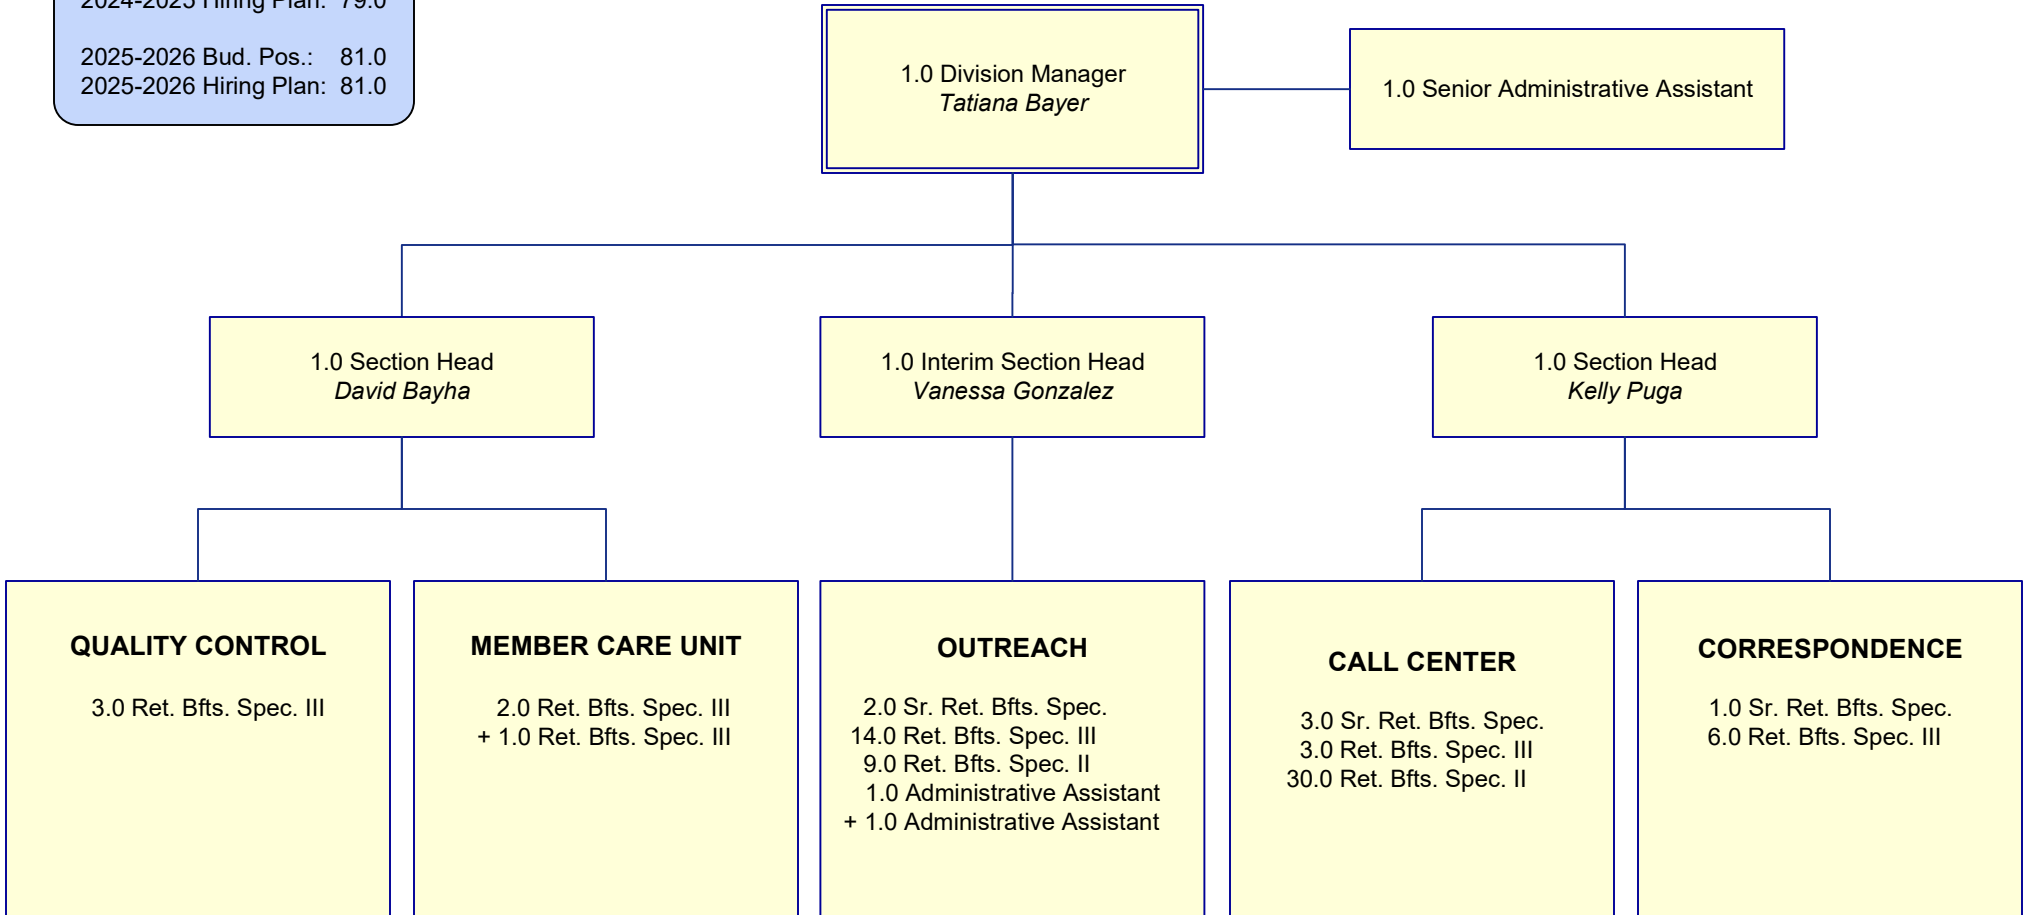 2024-2025 Hiring Plan: 79.0
2025-2026 Bud. Pos.: 81.0
2025-2026 Hiring Plan: 81.0
1.0 Division Manager
Tatiana Bayer
1.0 Senior Administrative Assistant
1.0 Section Head
David Bayha
1.0 Interim Section Head
Vanessa Gonzalez
1.0 Section Head
Kelly Puga
QUALITY CONTROL
3.0 Ret. Bfts. Spec. III
MEMBER CARE UNIT
2.0 Ret. Bfts. Spec. III
+ 1.0 Ret. Bfts. Spec. III
OUTREACH
2.0 Sr. Ret. Bfts. Spec.
14.0 Ret. Bfts. Spec. III
9.0 Ret. Bfts. Spec. II
1.0 Administrative Assistant
+ 1.0 Administrative Assistant
CALL CENTER
3.0 Sr. Ret. Bfts. Spec.
3.0 Ret. Bfts. Spec. III
30.0 Ret. Bfts. Spec. II
CORRESPONDENCE
1.0 Sr. Ret. Bfts. Spec.
6.0 Ret. Bfts. Spec. III